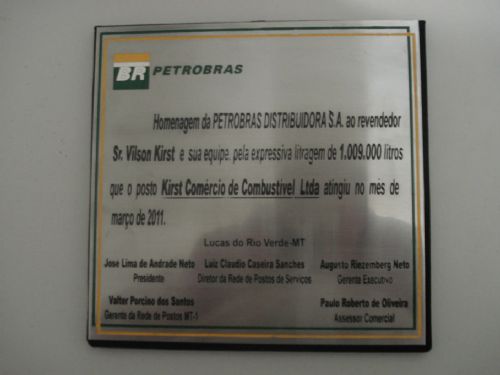 BR PETROBRAS
Homenagem da PETROBRAS DISTRIBUIDORA S.A. ao revendedor
Sr. Vilson Kirst e sua equipe, pela expressiva litragem de 1.009.000 litros
que o posto Kirst Comércio de Combustível Ltda atingiu no mês de
março de 2011.
Lucas do Rio Verde-MT
José Lima de Andrade Neto Luiz Claudio Caseira Sanches Augusto Riezemberg Neto
Presidente Diretor da Rede de Postos de Serviços Gerente Executivo
Valter Porcino dos Santos Paulo Roberto de Oliveira
Gerente da Rede de Postos MT-1 Assessor Comercial